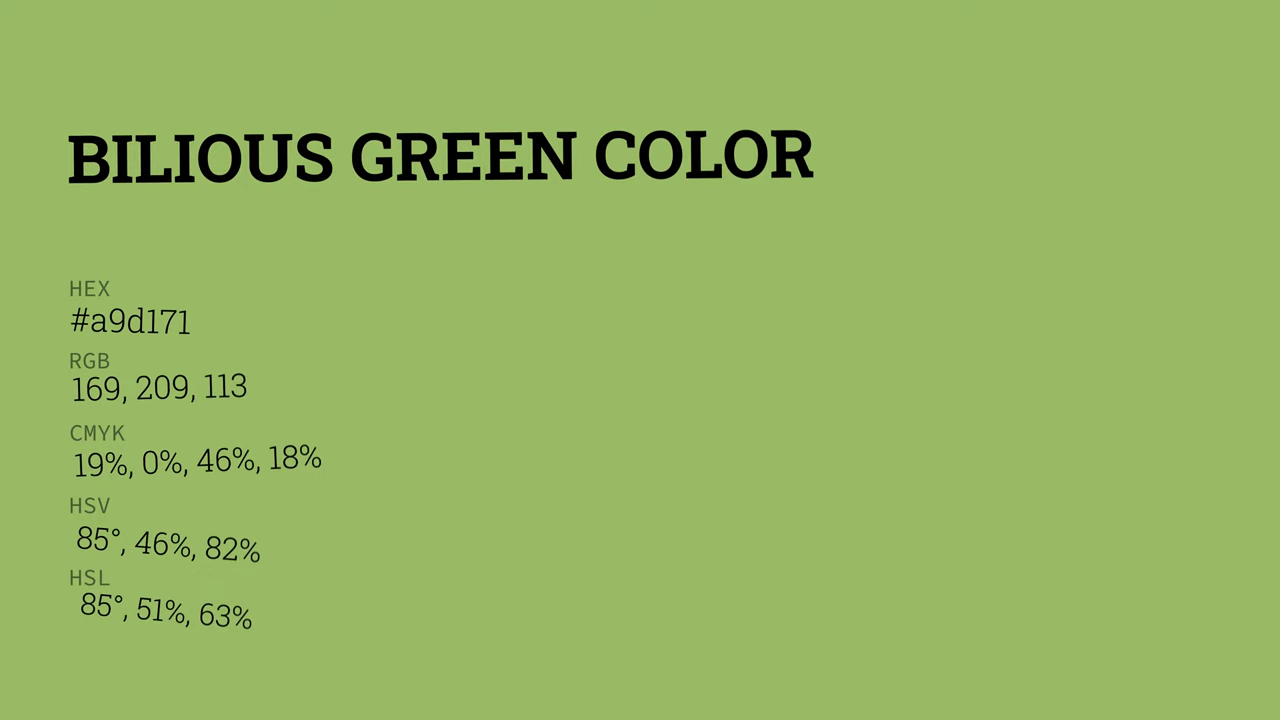 BILIOUS GREEN COLOR
HEX
#a9d171
RGB
169, 209, 113
CMYK
19%, 0%, 46%, 18%
HSV
85°, 46%, 82%
HSL
85°, 51%, 63%